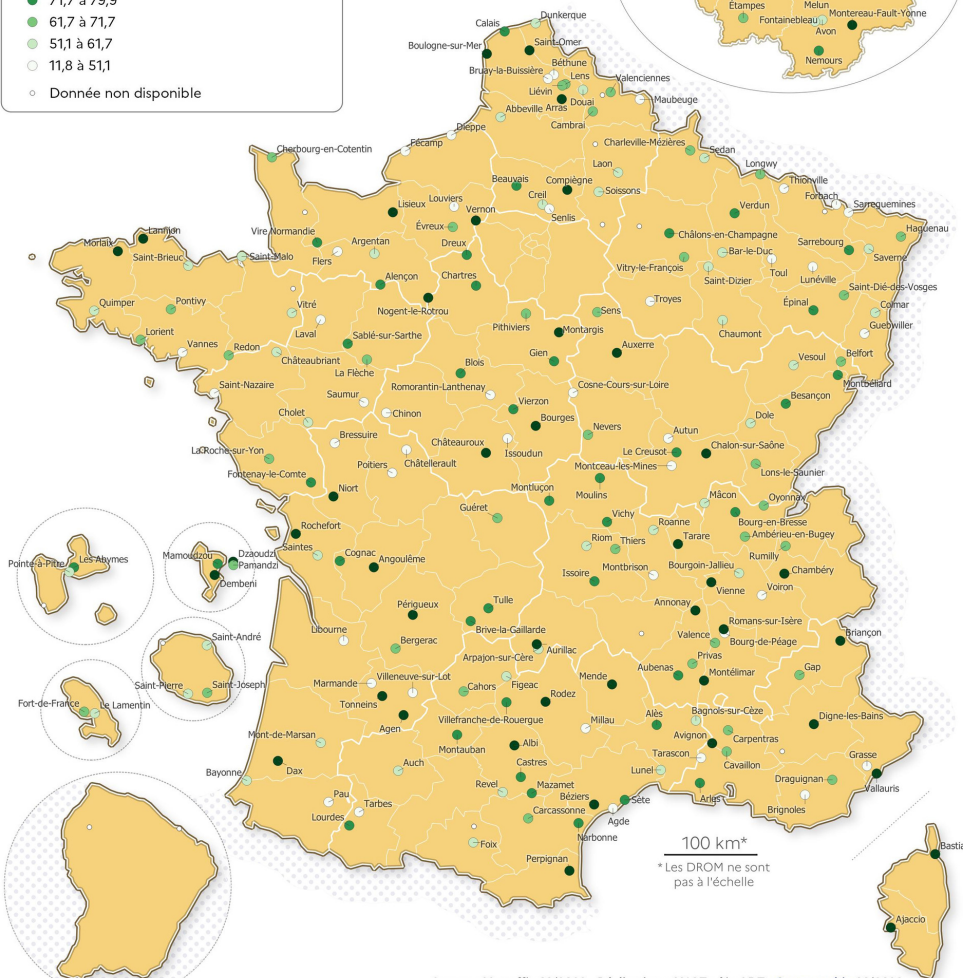 71,7 à 79,9
61,7 à 71,7
51,1 à 61,7
11,8 à 51,1
Donnée non disponible
Étampes
Melun
Fontainebleau
Montereau-Fault-Yonne
Avon
Nemours
Dunkerque
Calais
Boulogne-sur-Mer
Saint-Omer
Béthune
Bruay-la-Buissière
Lens
Liévin
Valenciennes
Douai
Maubeuge
Abbeville
Arras
Cambrai
Dieppe
Fécamp
Charleville-Mézières
Sedan
Cherbourg-en-Cotentin
Laon
Longwy
Beauvais
Compiègne
Thionville
Soissons
Creil
Forbach
Louviers
Lisieux
Vernon
Senlis
Verdun
Sarreguemines
Haguenau
Évreux
Vire Normandie
Châlons-en-Champagne
Lannion
Morlaix
Argentan
Dreux
Bar-le-Duc
Sarrebourg
Saverne
Saint-Brieuc
Saint-Malo
Flers
Vitry-le-François
Toul
Lunéville
Alençon
Chartres
Saint-Dizier
Saint-Dié-des-Vosges
Quimper
Pontivy
Vitré
Nogent-le-Rotrou
Troyes
Épinal
Colmar
Laval
Pithiviers
Sens
Guebwiller
Lorient
Sablé-sur-Sarthe
Montargis
Chaumont
Vannes
Redon
Auxerre
Châteaubriant
La Flèche
Blois
Gien
Vesoul
Belfort
Saint-Nazaire
Romorantin-Lanthenay
Cosne-Cours-sur-Loire
Montbéliard
Saumur
Besançon
Cholet
Chinon
Vierzon
Dole
Bourges
Nevers
Autun
Bressuire
Châteauroux
La Roche-sur-Yon
Issoudun
Le Creusot
Chalon-sur-Saône
Poitiers
Châtellerault
Montceau-les-Mines
Lons-le-Saunier
Fontenay-le-Comte
Niort
Montluçon
Moulins
Mâcon
Oyonnax
Guéret
Rochefort
Vichy
Roanne
Bourg-en-Bresse
Ambérieu-en-Bugey
Les Abymes
Pointe-à-Pitre
Mamoudzou
Dzaoudzi
Pamandzi
Dembeni
Saintes
Cognac
Angoulême
Riom
Thiers
Tarare
Rumilly
Issoire
Montbrison
Bourgoin-Jallieu
Chambéry
Vienne
Voiron
Périgueux
Tulle
Annonay
Saint-André
Libourne
Brive-la-Gaillarde
Romans-sur-Isère
Bergerac
Valence
Bourg-de-Péage
Briançon
Aurillac
Arpajon-sur-Cère
Privas
Saint-Pierre
Saint-Joseph
Marmande
Villeneuve-sur-Lot
Cahors
Figeac
Mende
Aubenas
Montélimar
Gap
Fort-de-France
Le Lamentin
Tonneins
Rodez
Bagnols-sur-Cèze
Agen
Villefranche-de-Rouergue
Millau
Alès
Digne-les-Bains
Mont-de-Marsan
Montauban
Albi
Avignon
Carpentras
Tarascon
Grasse
Bayonne
Dax
Auch
Castres
Lunel
Cavaillon
Draguignan
Vallauris
Revel
Mazamet
Pau
Tarbes
Béziers
Sète
Arles
Brignoles
Lourdes
Carcassonne
Agde
Narbonne
Foix
100 km*
* Les DROM ne sont
pas à l'échelle
Bastia
Perpignan
Ajaccio